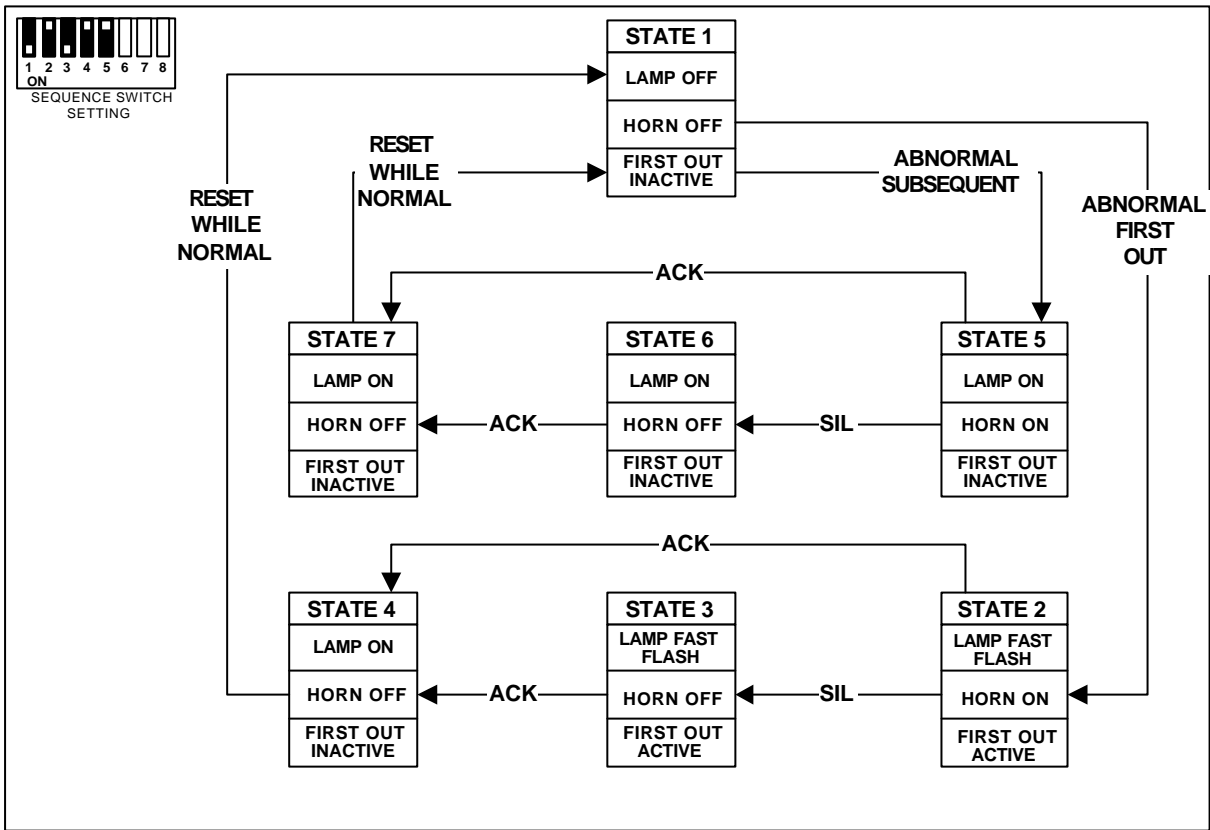 1 2 3 4 5 6 7 8
ON
SEQUENCE SWITCH
SETTING
STATE 1
LAMP OFF
HORN OFF
FIRST OUT
INACTIVE
RESET
WHILE
NORMAL
RESET
WHILE
NORMAL
ABNORMAL
SUBSEQUENT
ABNORMAL
FIRST
OUT
ACK
STATE 7
LAMP ON
HORN OFF
FIRST OUT
INACTIVE
ACK
STATE 6
LAMP ON
HORN OFF
FIRST OUT
INACTIVE
SIL
STATE 5
LAMP ON
HORN ON
FIRST OUT
INACTIVE
ACK
STATE 4
LAMP ON
HORN OFF
FIRST OUT
INACTIVE
ACK
STATE 3
LAMP FAST
FLASH
HORN OFF
FIRST OUT
ACTIVE
SIL
STATE 2
LAMP FAST
FLASH
HORN ON
FIRST OUT
ACTIVE